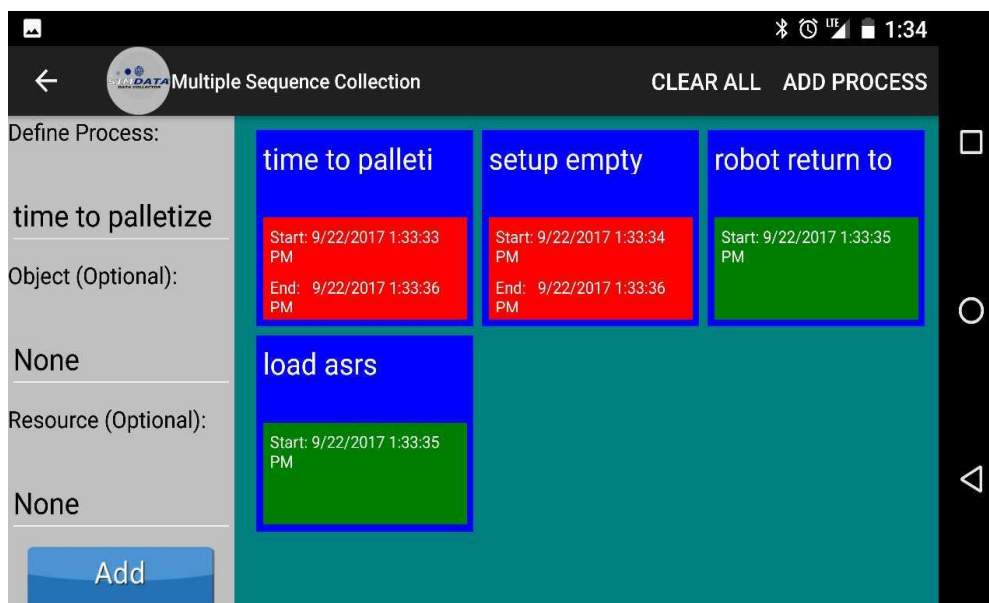 1:34
SIMDATA
DATA COLLECTOR
Multiple Sequence Collection
CLEAR ALL
ADD PROCESS
Define Process:
time to palletize
Object (Optional):
None
Resource (Optional):
None
Add
time to palleti
Start: 9/22/2017 1:33:33
PM
End: 9/22/2017 1:33:36
PM
setup empty
Start: 9/22/2017 1:33:34
PM
End: 9/22/2017 1:33:36
PM
robot return to
Start: 9/22/2017 1:33:35
PM
load asrs
Start: 9/22/2017 1:33:35
PM